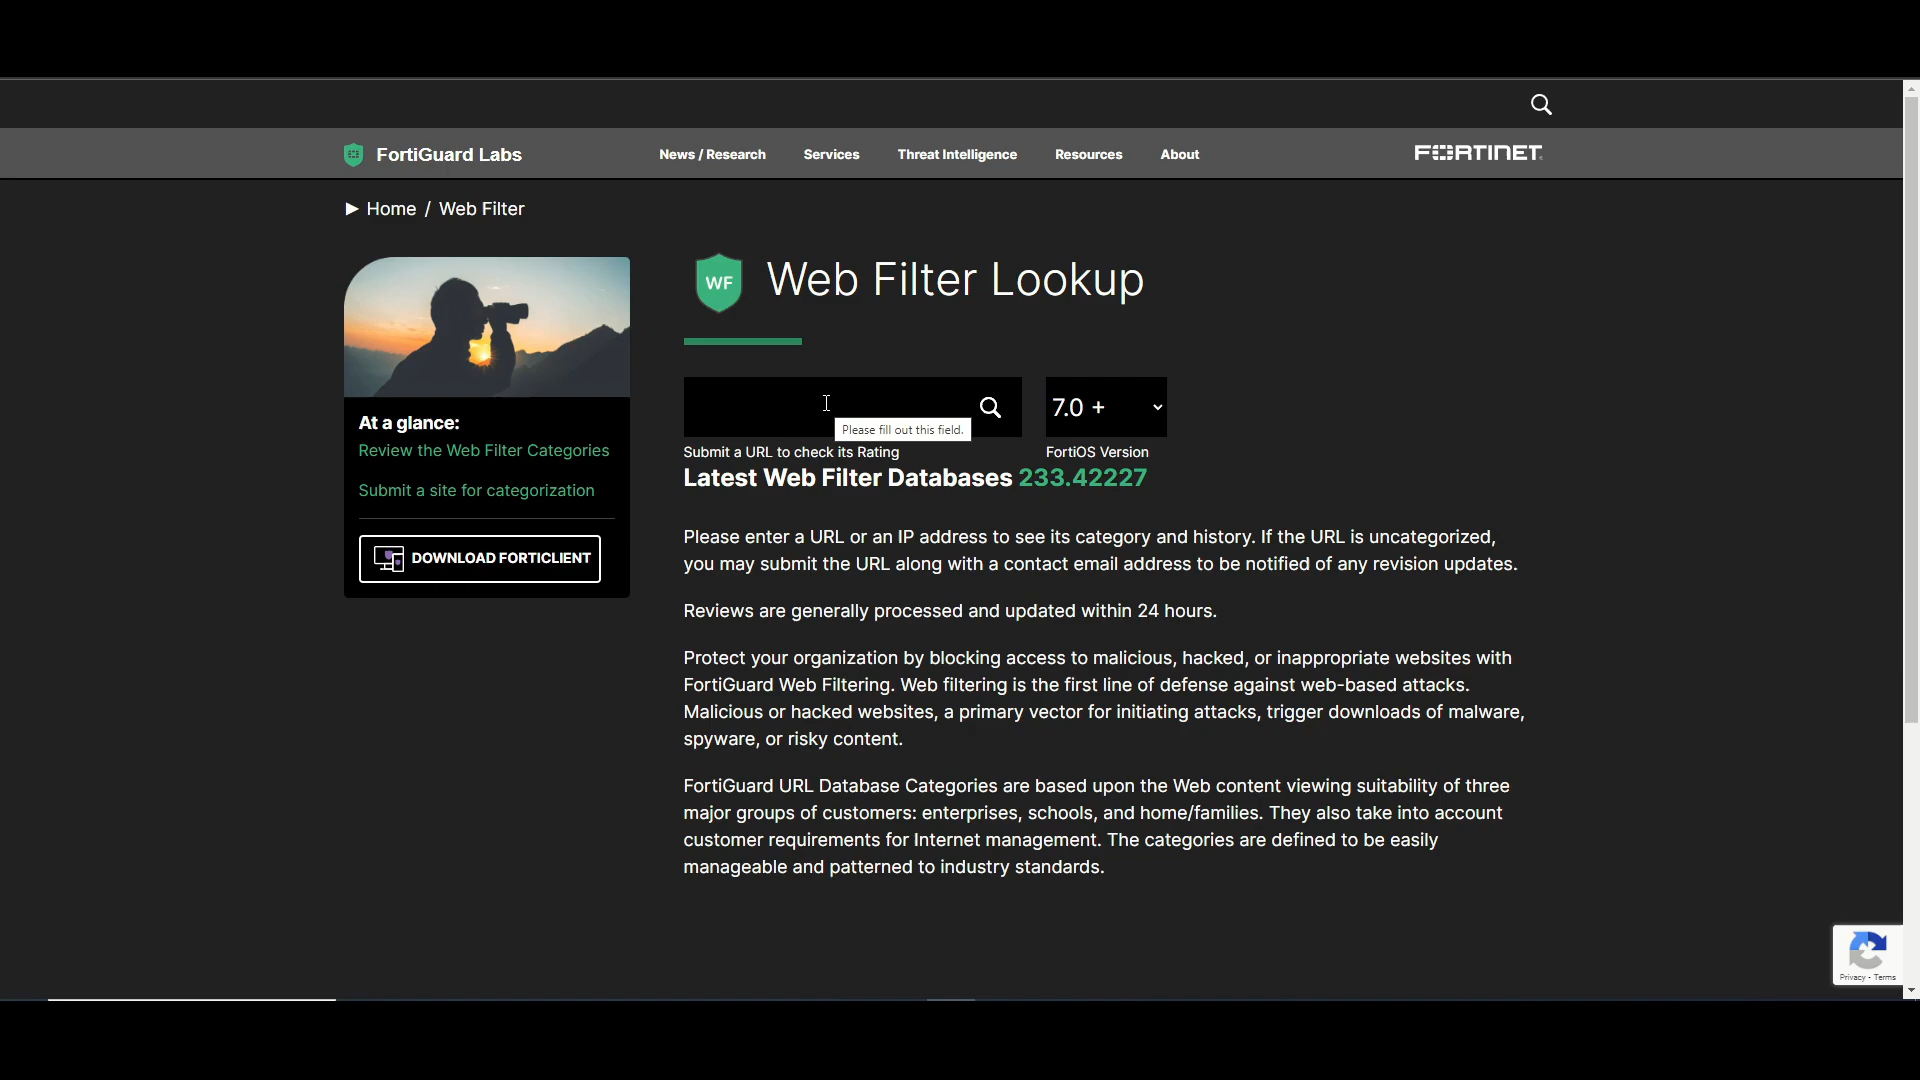 FortiGuard Labs
News / Research
Services
Threat Intelligence
Resources
About
FORTINET
Home / Web Filter
WF
Web Filter Lookup
7.0 +
Please fill out this field.
Submit a URL to check its Rating
FortiOS Version
Latest Web Filter Databases 233.42227
At a glance:
Review the Web Filter Categories
Submit a site for categorization
DOWNLOAD FORTICLIENT
Please enter a URL or an IP address to see its category and history. If the URL is uncategorized,
you may submit the URL along with a contact email address to be notified of any revision updates.
Reviews are generally processed and updated within 24 hours.
Protect your organization by blocking access to malicious, hacked, or inappropriate websites with
FortiGuard Web Filtering. Web filtering is the first line of defense against web-based attacks.
Malicious or hacked websites, a primary vector for initiating attacks, trigger downloads of malware,
spyware, or risky content.
FortiGuard URL Database Categories are based upon the Web content viewing suitability of three
major groups of customers: enterprises, schools, and home/families. They also take into account
customer requirements for Internet management. The categories are defined to be easily
manageable and patterned to industry standards.
Privacy - Terms